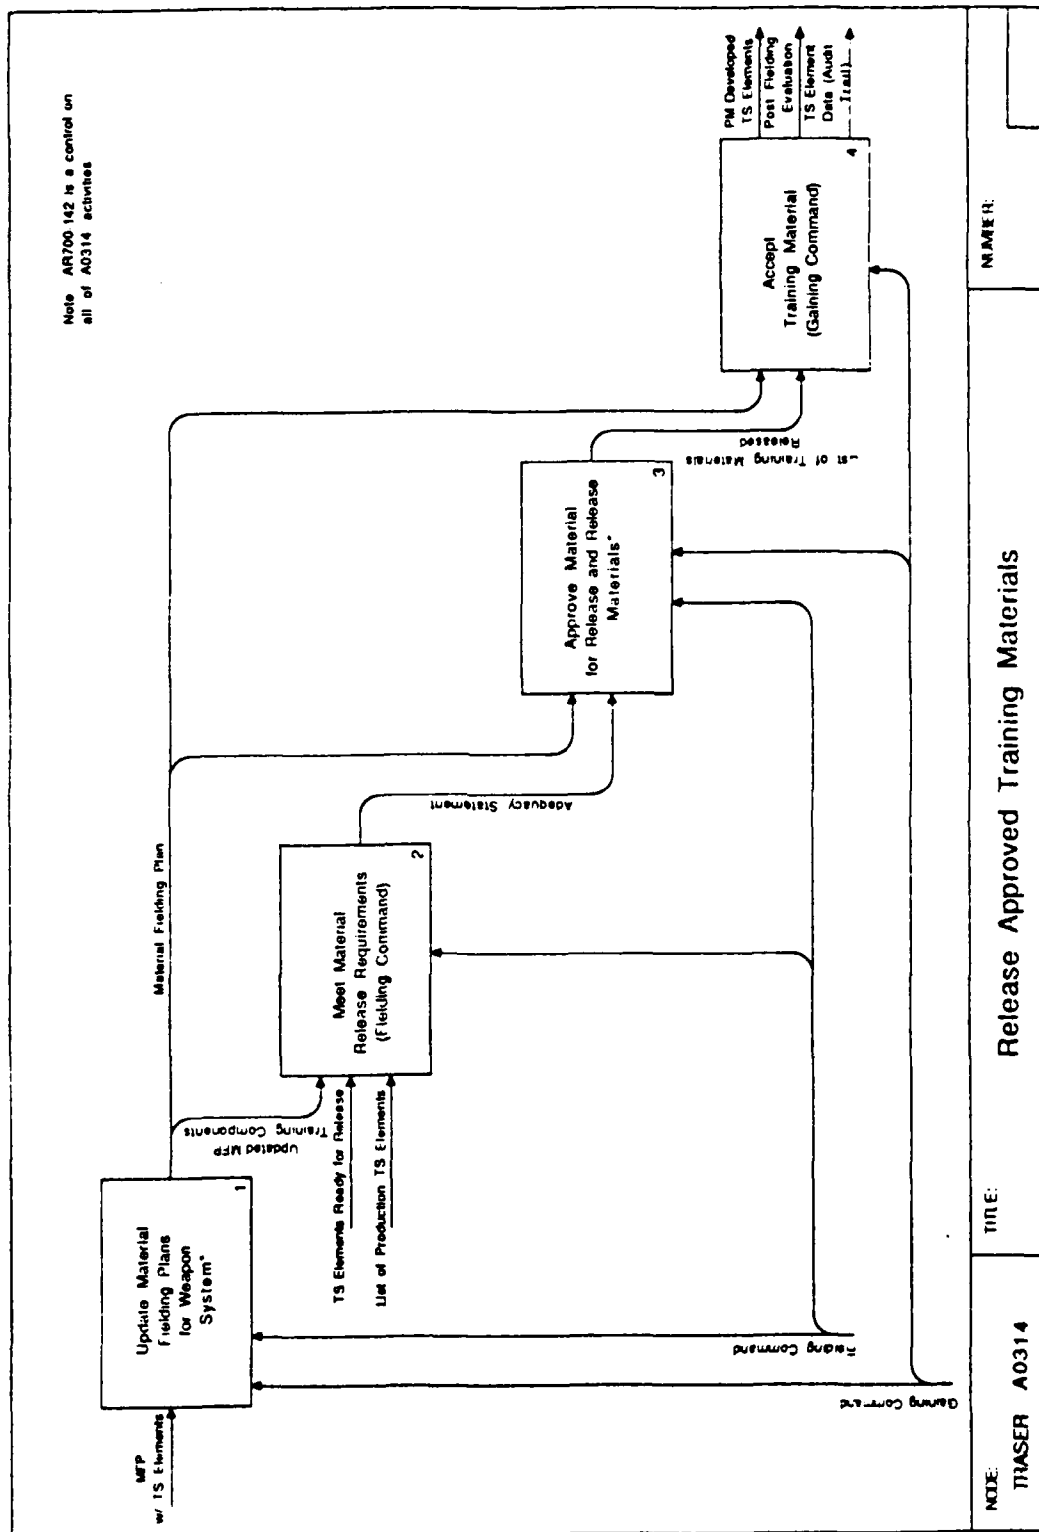 Note AR700-142 is a control on
all of A0314 activities
MFP
w/ TS Elements
Update Material
Fielding Plans
for Weapon
System*
1
Material Fielding Plan
Updated MFP
Training Components
TS Elements Ready for Release
List of Production TS Elements
Meet Material
Release Requirements
(Fielding Command)
2
Adequacy Statement
Approve Material
for Release and Release
Materials*
3
List of Training Materials
Released
Accept
Training Material
(Gaining Command)
4
PM Developed
TS Elements
Post Fielding
Evaluation
TS Element
Data (Audit
Trail)
Fielding Command
Gaining Command
NODE:
TRASER A0314
TITLE:
Release Approved Training Materials
NUMBER: